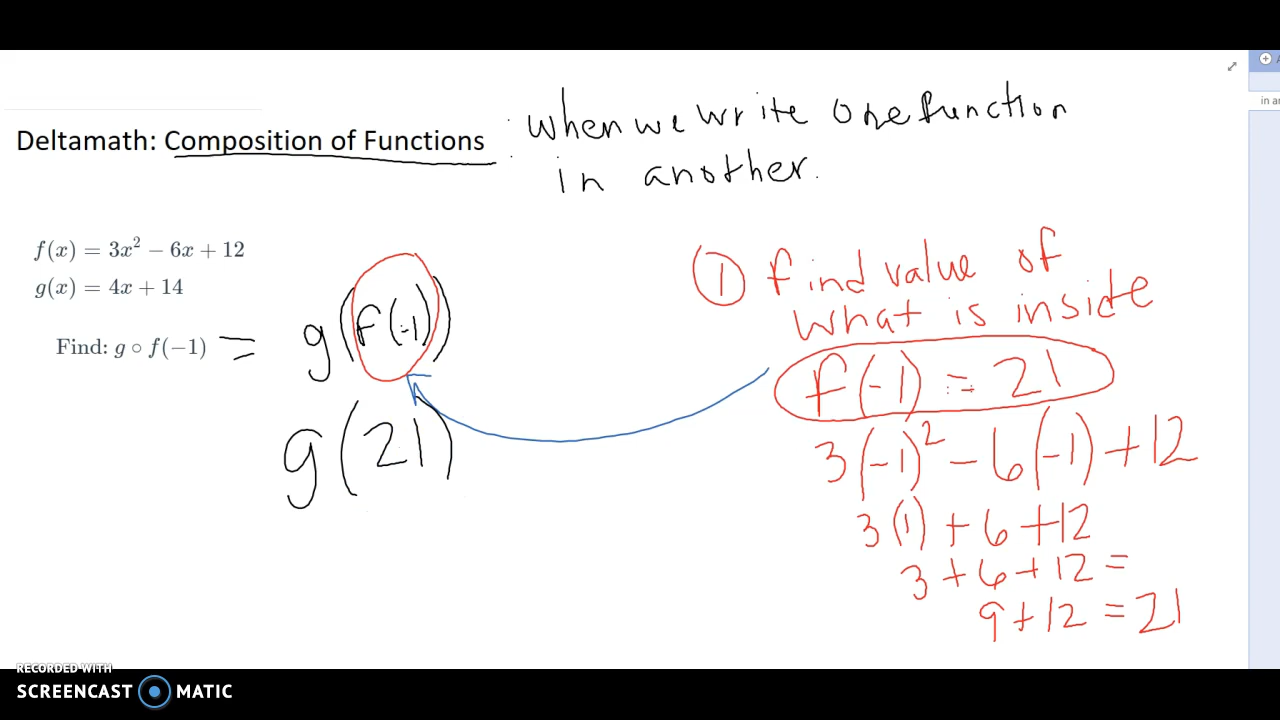 Deltamath: Composition of Functions : when we write one function
in another.
f(x) = 3x² − 6x + 12
g(x) = 4x + 14
Find: g ∘ f(−1) = g(f(-1))
g(21)
① find value of
what is inside
f(-1) = 21
3(-1)² - 6(-1) + 12
3(1) + 6 + 12
3 + 6 + 12 =
9 + 12 = 21
in ar
RECORDED WITH
SCREENCAST MATIC